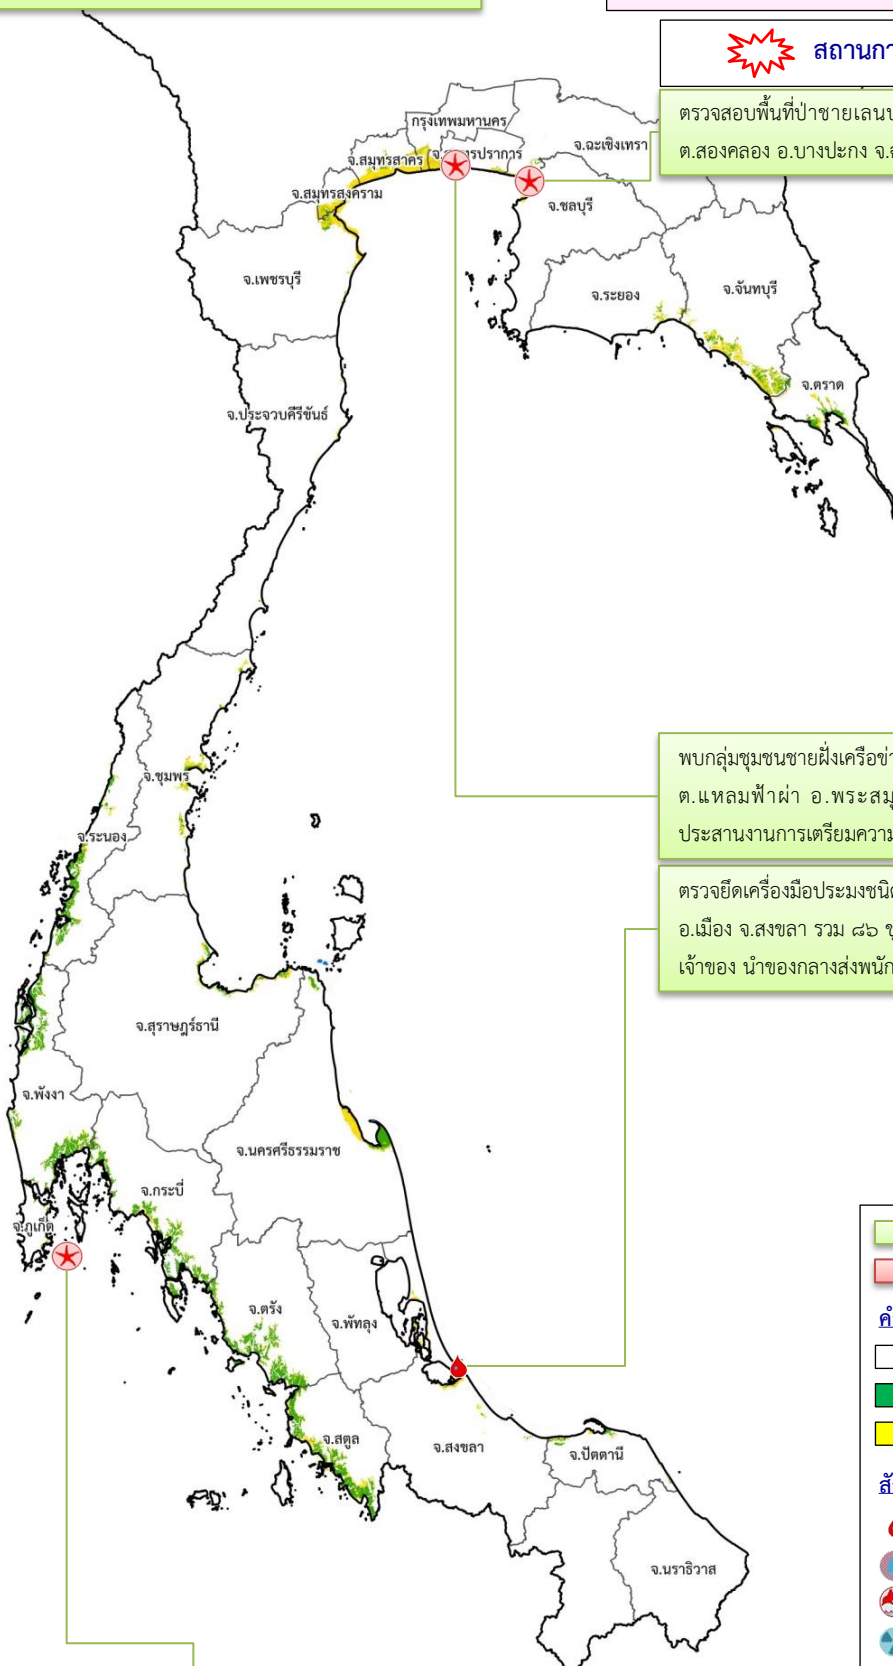 สถานกา
ตรวจสอบพื้นที่ป่าชายเลนบ
ต.สองคลอง อ.บางปะกง จ.ฉ
กรุงเทพมหานคร
จ.ฉะเชิงเทรา
จ.สมุทรสาคร
รปราการ
จ.สมุทรสงคราม
จ.ชลบุรี
จ.เพชรบุรี
จ.ระยอง
จ.จันทบุรี
จ.ตราด
จ.ประจวบคีรีขันธ์
พบกลุ่มชุมชนชายฝั่งเครือข่า
ต.แหลมฟ้าผ่า อ.พระสมุ
ประสานงานการเตรียมความ
จ.ชุมพร
จ.ระนอง
ตรวจยึดเครื่องมือประมงชนิด
อ.เมือง จ.สงขลา รวม ๘๖ ชุ
เจ้าของ นำของกลางส่งพนัก
จ.สุราษฎร์ธานี
จ.พังงา
จ.นครศรีธรรมราช
จ.กระบี่
จ.ภูเก็ต
จ.ตรัง
จ.พัทลุง
จ.สตูล
จ.สงขลา
จ.ปัตตานี
จ.นราธิวาส
คำ
สั